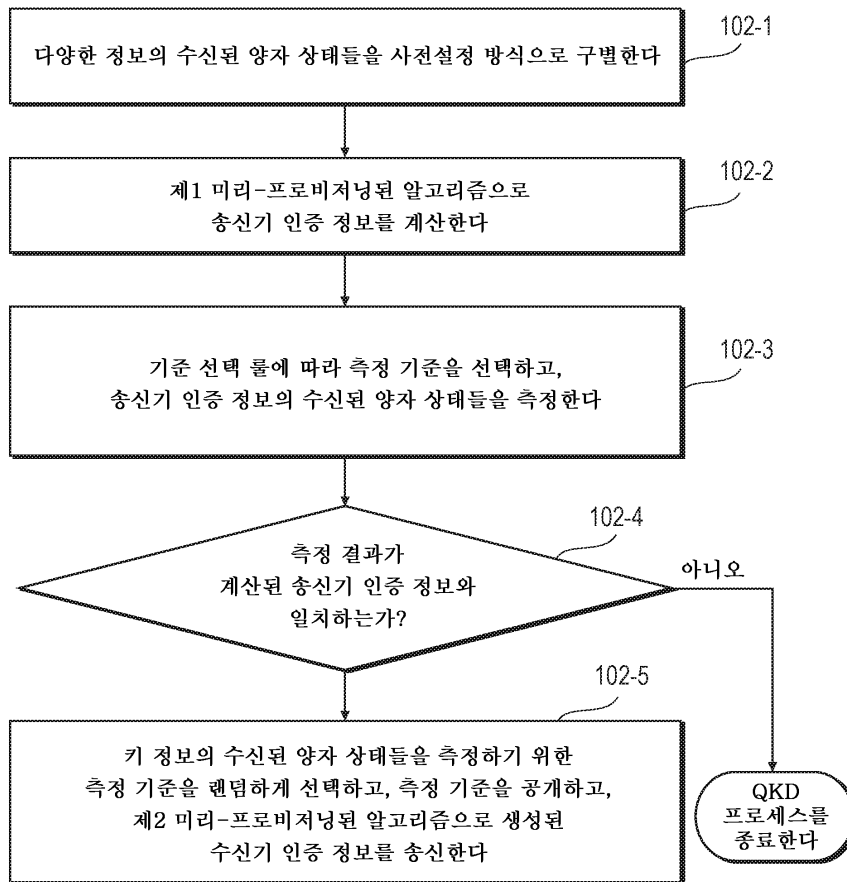 다양한 정보의 수신된 양자 상태들을 사전설정 방식으로 구별한다
102-1
제1 미리-프로비저닝된 알고리즘으로
송신기 인증 정보를 계산한다
102-2
기준 선택 룰에 따라 측정 기준을 선택하고,
송신기 인증 정보의 수신된 양자 상태들을 측정한다
102-3
102-4
측정 결과가
계산된 송신기 인증 정보와
일치하는가?
아니오
102-5
키 정보의 수신된 양자 상태들을 측정하기 위한
측정 기준을 랜덤하게 선택하고, 측정 기준을 공개하고,
제2 미리-프로비저닝된 알고리즘으로 생성된
수신기 인증 정보를 송신한다
QKD
프로세스를
종료한다